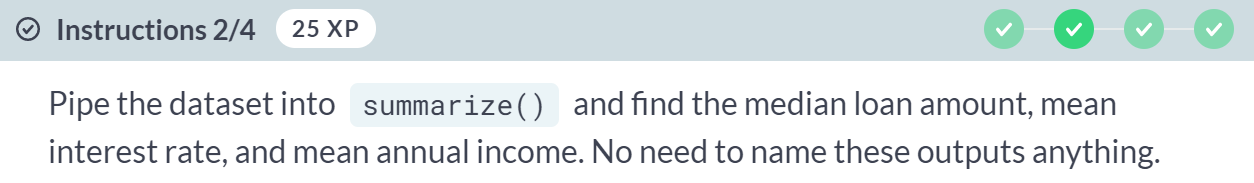 Instructions 2/4 25 XP
Pipe the dataset into summarize() and find the median loan amount, mean
interest rate, and mean annual income. No need to name these outputs anything.